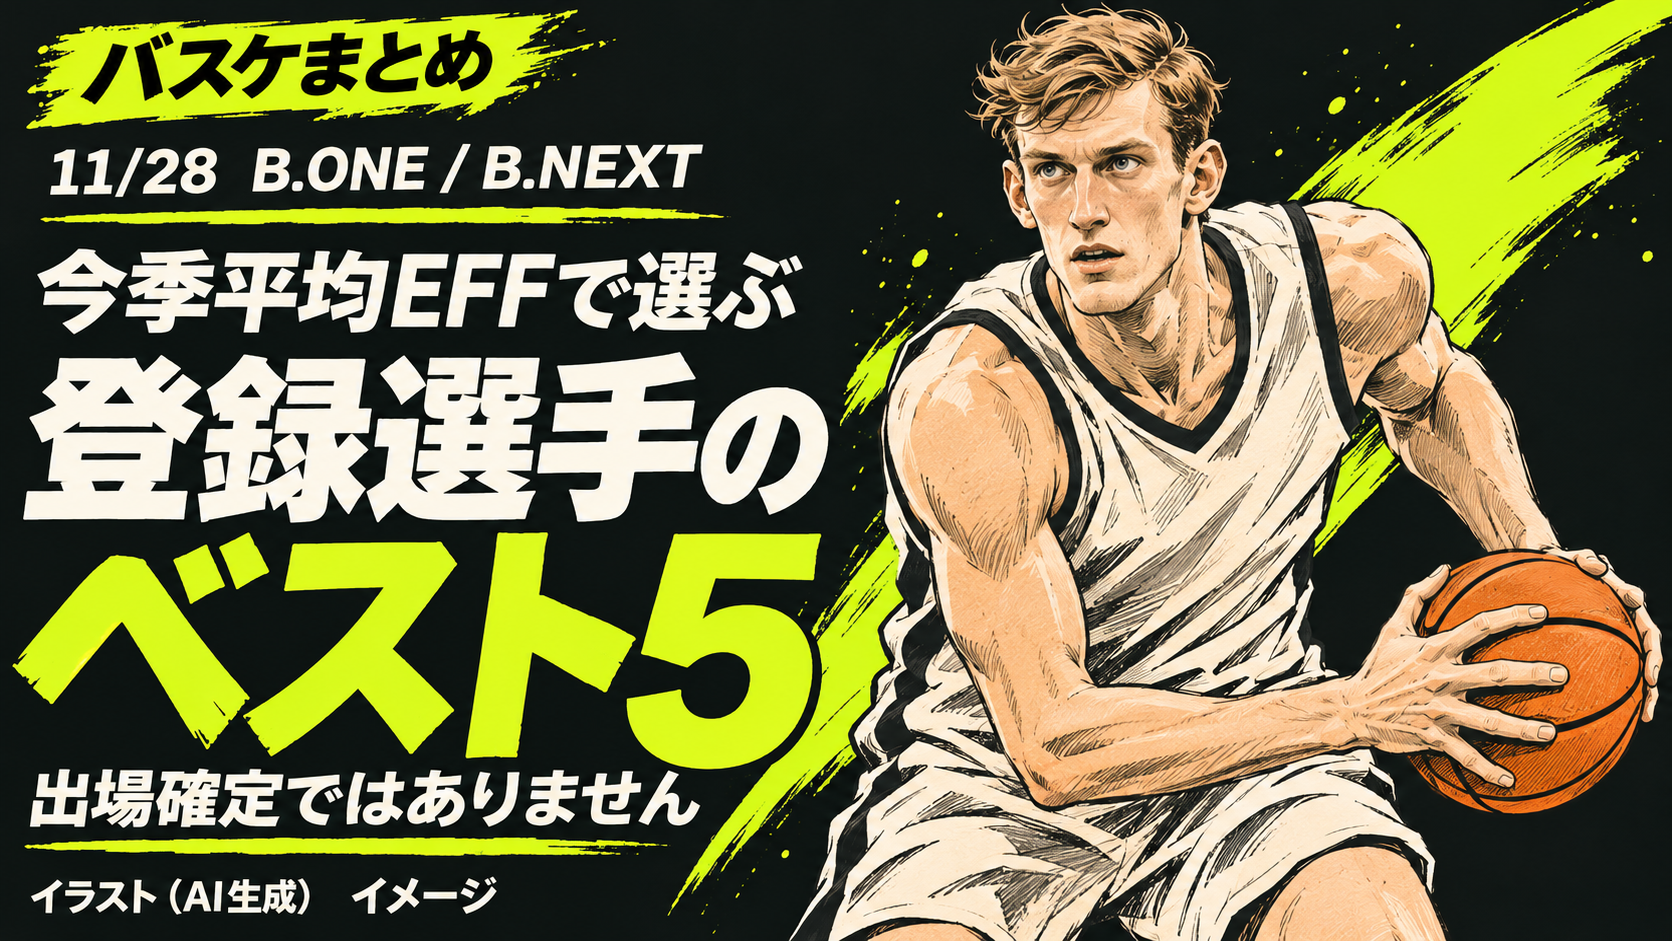 バスケまとめ
11/28 B.ONE / B.NEXT
今季平均EFFで選ぶ
登録選手の
ベスト5
出場確定ではありません
イラスト（AI生成） イメージ